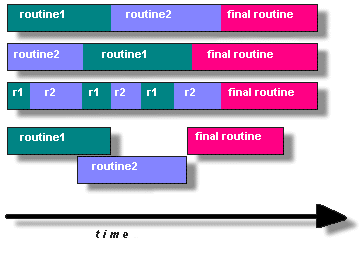 routine1 routine2 final routine
routine2 routine1 final routine
r1 r2 r1 r2 r1 r2 final routine
routine1 final routine
routine2
time